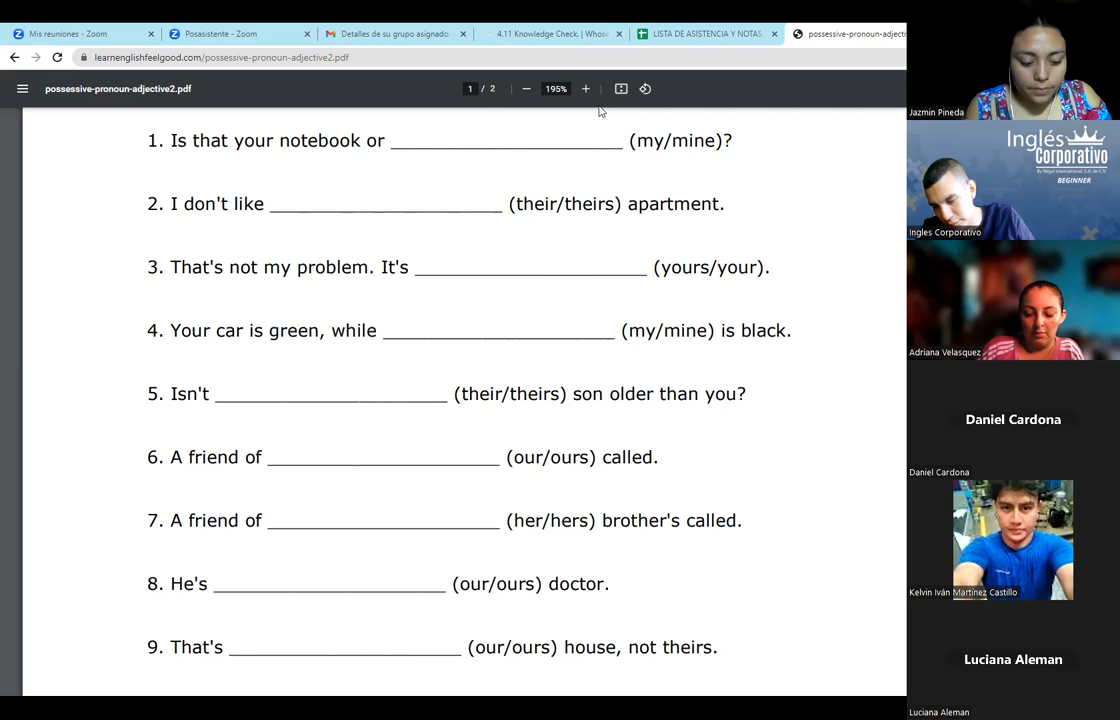 Mis reuniones - Zoom
Posasistente - Zoom
Detalles de su grupo asignado
4.11 Knowledge Check. | Whose
LISTA DE ASISTENCIA Y NOTAS
possessive-pronoun-adjecti
learnenglishfeelgood.com/possessive-pronoun-adjective2.pdf
possessive-pronoun-adjective2.pdf
1 / 2
195%
1. Is that your notebook or ______________________ (my/mine)?
2. I don't like ______________________ (their/theirs) apartment.
3. That's not my problem. It's ______________________ (yours/your).
4. Your car is green, while ______________________ (my/mine) is black.
5. Isn't ______________________ (their/theirs) son older than you?
6. A friend of ______________________ (our/ours) called.
7. A friend of ______________________ (her/hers) brother's called.
8. He's ______________________ (our/ours) doctor.
9. That's ______________________ (our/ours) house, not theirs.
Jazmin Pineda
Inglés
Corporativo
By Regal International, S.A. de C.V.
BEGINNER
Ingles Corporativo
Adriana Velasquez
Daniel Cardona
Daniel Cardona
Kelvin Iván Martínez Castillo
Luciana Aleman
Luciana Aleman